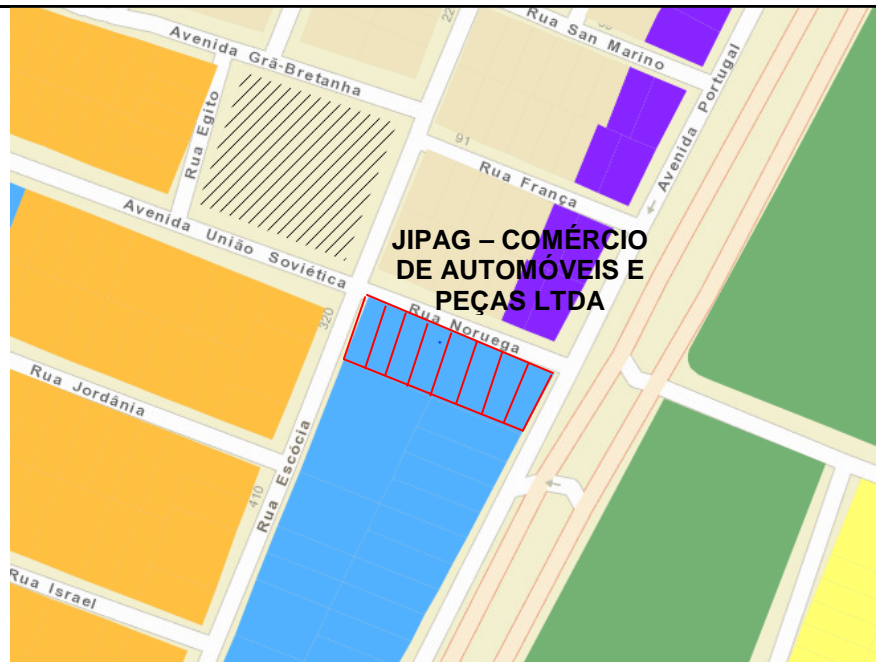 Rua San Marino
Avenida Grã-Bretanha
Avenida Portugal
Rua Egito
91
Rua França
Avenida União Soviética
JIPAG – COMÉRCIO
DE AUTOMÓVEIS E
PEÇAS LTDA
Rua Noruega
320
Rua Jordânia
Rua Escócia
410
Rua Israel